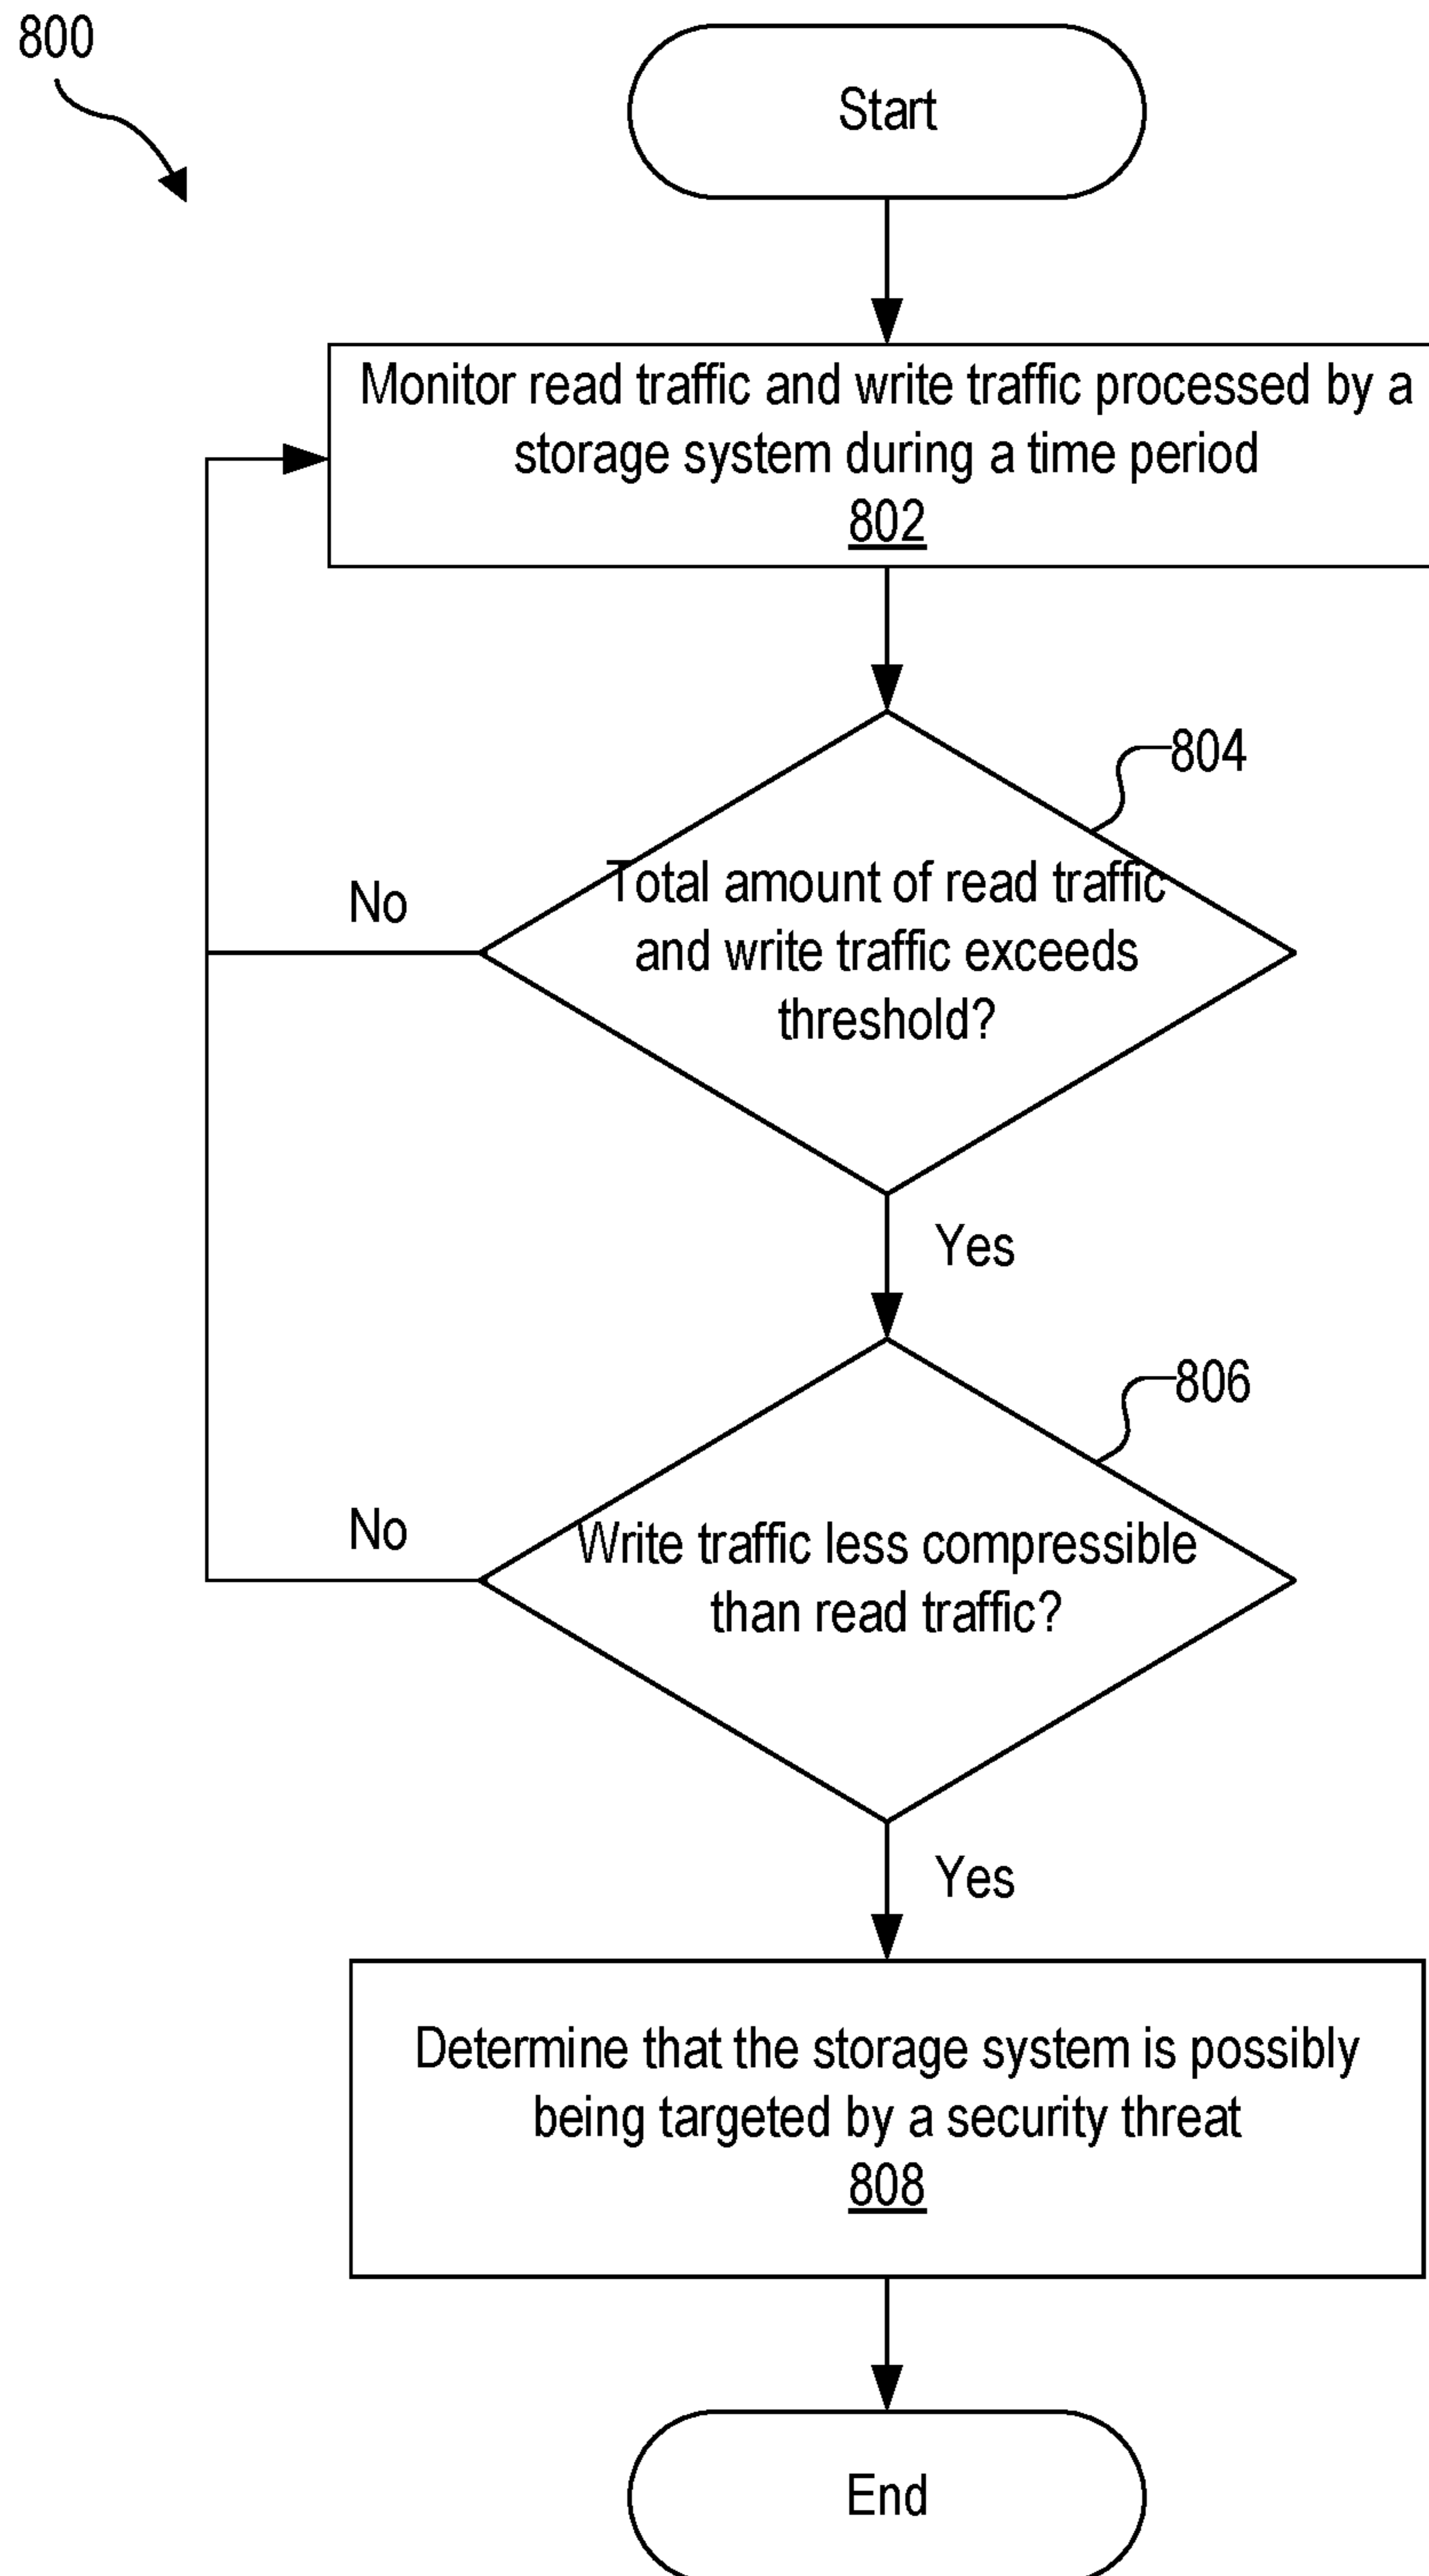 800
Start
Monitor read traffic and write traffic processed by a
storage system during a time period
802
804
Total amount of read traffic
and write traffic exceeds
threshold?
No
Yes
806
Write traffic less compressible
than read traffic?
No
Yes
Determine that the storage system is possibly
being targeted by a security threat
808
End